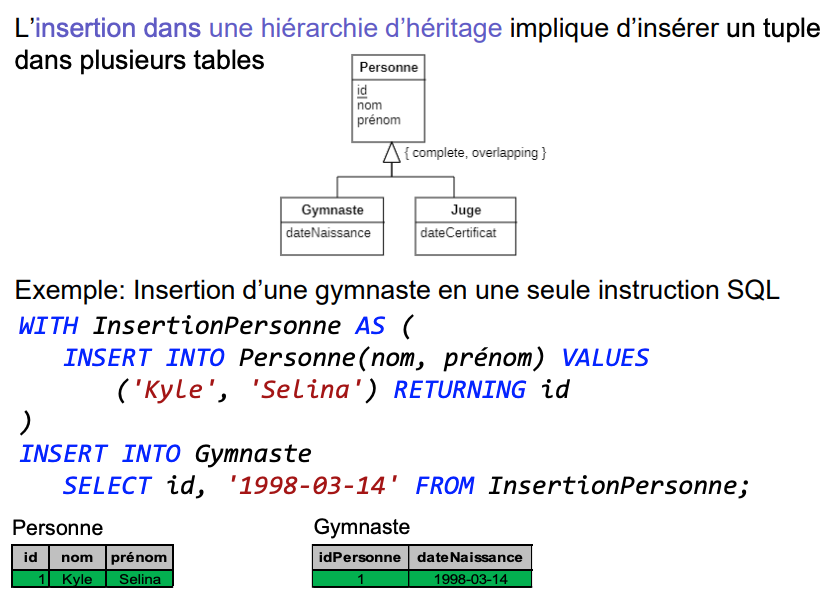 L'insertion dans une hiérarchie d'héritage implique d'insérer un tuple
dans plusieurs tables
Personne
id
nom
prénom
{ complete, overlapping }
Gymnaste
dateNaissance
Juge
dateCertificat
Exemple: Insertion d'une gymnaste en une seule instruction SQL
WITH InsertionPersonne AS (
INSERT INTO Personne(nom, prénom) VALUES
('Kyle', 'Selina') RETURNING id
)
INSERT INTO Gymnaste
SELECT id, '1998-03-14' FROM InsertionPersonne;
Personne
id nom prénom
1 Kyle Selina
Gymnaste
idPersonne dateNaissance
1 1998-03-14